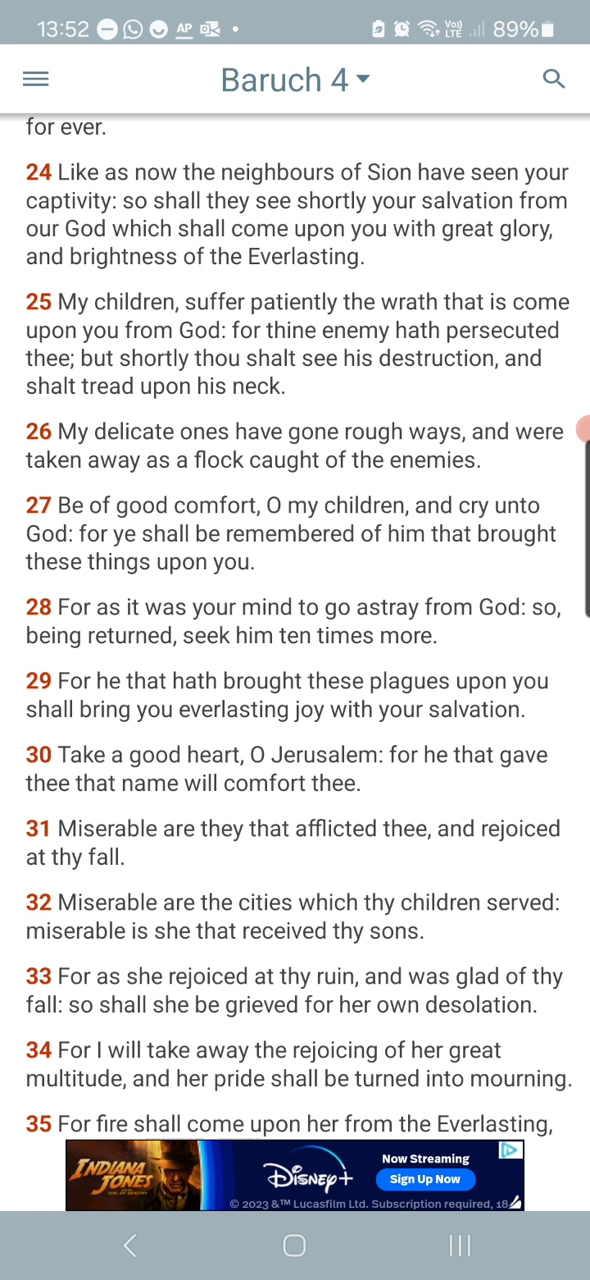 13:52 AP Vo)) LTE 89%
Baruch 4
for ever.
24 Like as now the neighbours of Sion have seen your
captivity: so shall they see shortly your salvation from
our God which shall come upon you with great glory,
and brightness of the Everlasting.
25 My children, suffer patiently the wrath that is come
upon you from God: for thine enemy hath persecuted
thee; but shortly thou shalt see his destruction, and
shalt tread upon his neck.
26 My delicate ones have gone rough ways, and were
taken away as a flock caught of the enemies.
27 Be of good comfort, O my children, and cry unto
God: for ye shall be remembered of him that brought
these things upon you.
28 For as it was your mind to go astray from God: so,
being returned, seek him ten times more.
29 For he that hath brought these plagues upon you
shall bring you everlasting joy with your salvation.
30 Take a good heart, O Jerusalem: for he that gave
thee that name will comfort thee.
31 Miserable are they that afflicted thee, and rejoiced
at thy fall.
32 Miserable are the cities which thy children served:
miserable is she that received thy sons.
33 For as she rejoiced at thy ruin, and was glad of thy
fall: so shall she be grieved for her own desolation.
34 For I will take away the rejoicing of her great
multitude, and her pride shall be turned into mourning.
35 For fire shall come upon her from the Everlasting,
INDIANA
JONES
Disney+
Now Streaming
Sign Up Now
© 2023 &™ Lucasfilm Ltd. Subscription required, 18